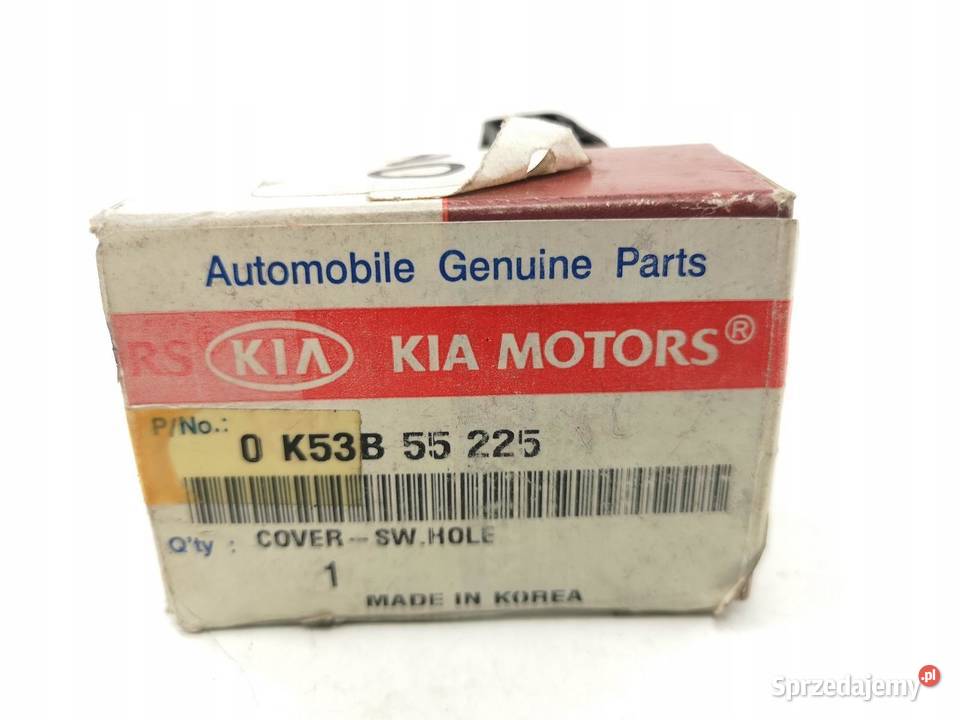 Automobile Genuine Parts
RS KIA KIA MOTORS®
P/No.:
0 K53B 55 225
Q'ty : COVER-SW.HOLE
1
MADE IN KOREA
Sprzedajemy.pl